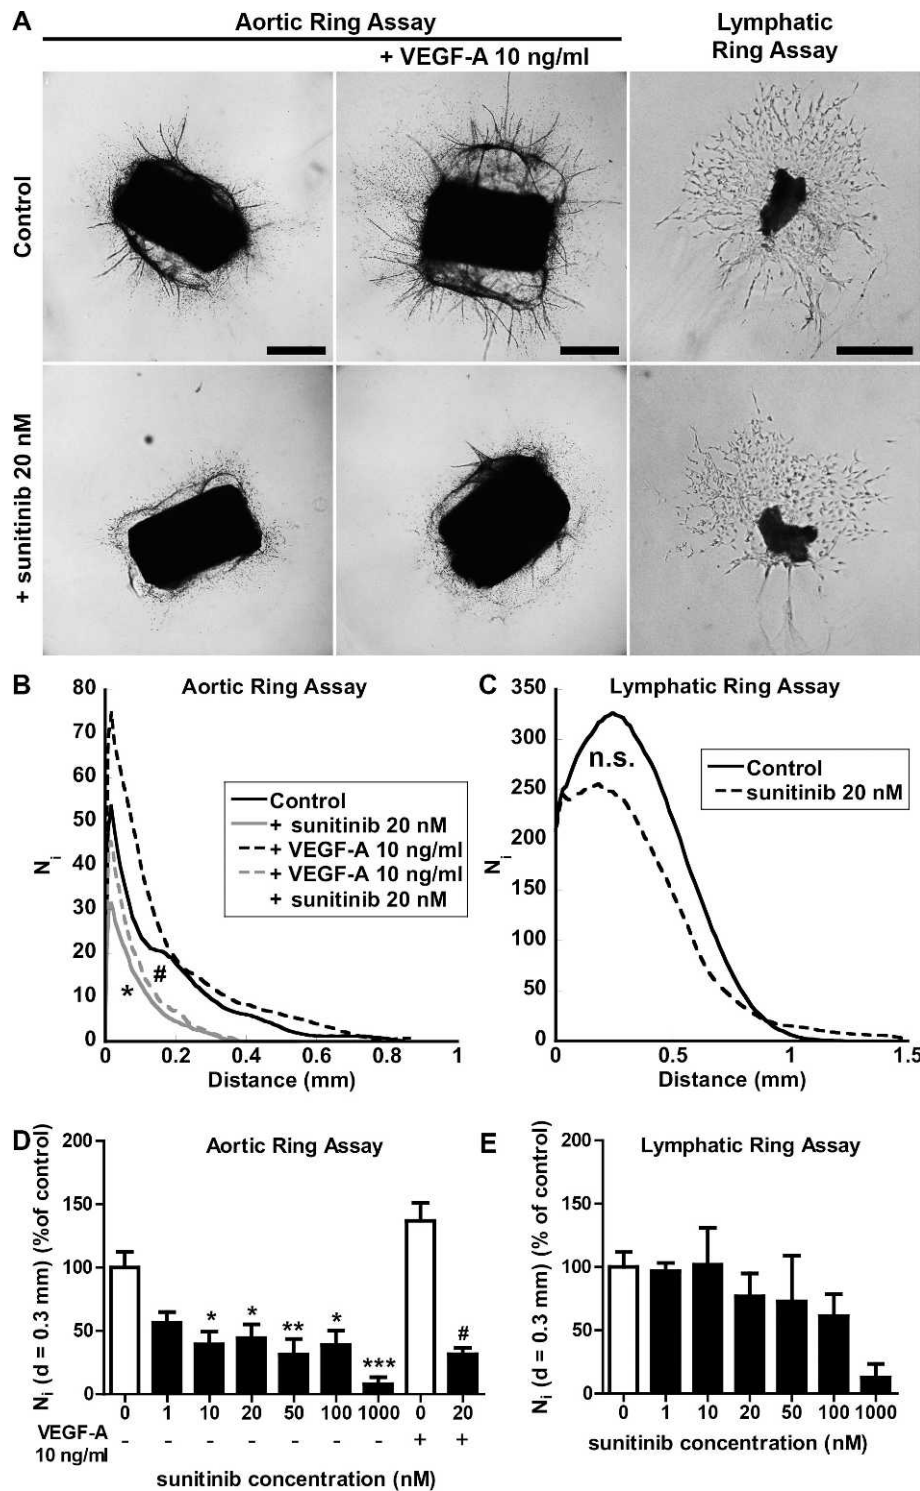 A
Aortic Ring Assay
Lymphatic
Ring Assay
+ VEGF-A 10 ng/ml
Control
+ sunitinib 20 nM
B
Aortic Ring Assay
80
70
60
50
40
30
20
10
0
N i
Control
+ sunitinib 20 nM
+ VEGF-A 10 ng/ml
+ VEGF-A 10 ng/ml
+ sunitinib 20 nM
#
*
0 0.2 0.4 0.6 0.8 1
Distance (mm)
C
Lymphatic Ring Assay
350
300
250
200
150
100
50
0
N i
n.s.
Control
sunitinib 20 nM
0 0.5 1 1.5
Distance (mm)
D
Aortic Ring Assay
N i (d = 0.3 mm) (%of control)
200
150
100
50
0
* * ** * *** #
0 1 10 20 50 100 1000 0 20
VEGF-A
10 ng/ml
- - - - - - - + +
sunitinib concentration (nM)
E
Lymphatic Ring Assay
N i (d = 0.3 mm) (% of control)
200
150
100
50
0
0 1 10 20 50 100 1000
sunitinib concentration (nM)